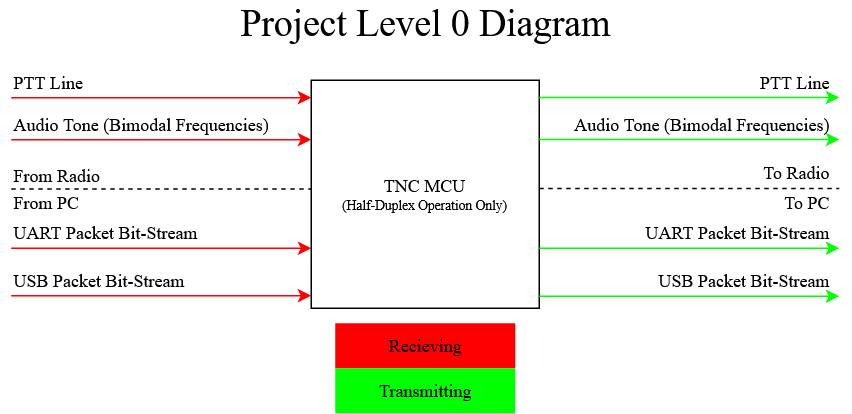 Project Level 0 Diagram
PTT Line
Audio Tone (Bimodal Frequencies)
From Radio
From PC
UART Packet Bit-Stream
USB Packet Bit-Stream
TNC MCU
(Half-Duplex Operation Only)
PTT Line
Audio Tone (Bimodal Frequencies)
To Radio
To PC
UART Packet Bit-Stream
USB Packet Bit-Stream
Recieving
Transmitting